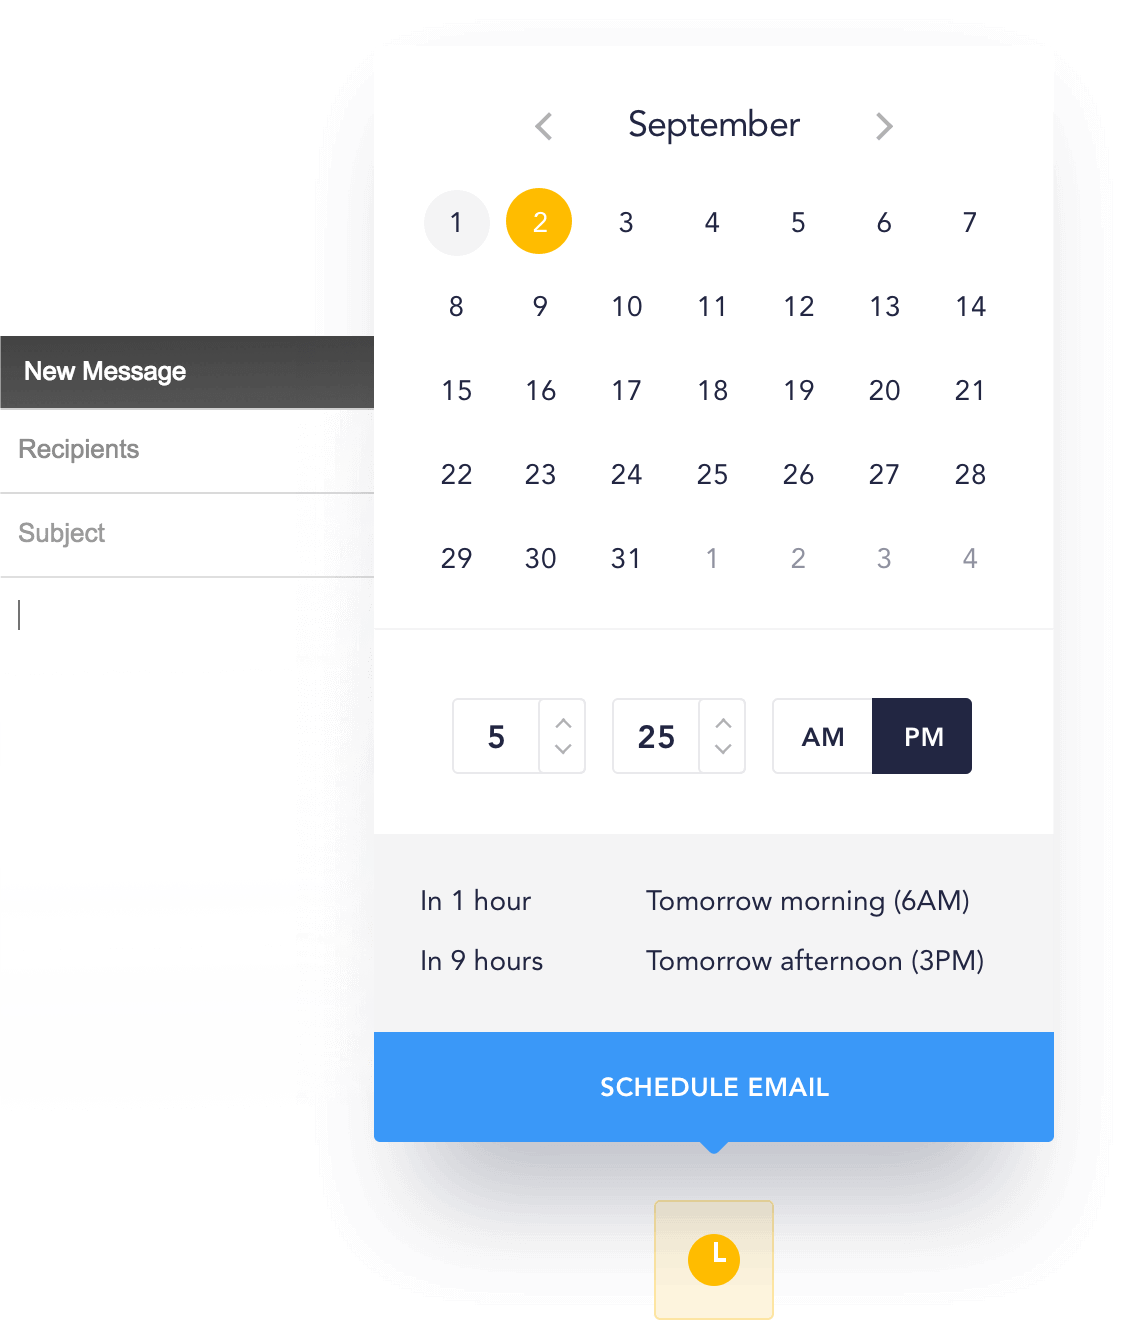 September
1 2 3 4 5 6 7
8 9 10 11 12 13 14
New Message
15 16 17 18 19 20 21
Recipients
22 23 24 25 26 27 28
Subject
29 30 31 1 2 3 4
5 25 AM PM
In 1 hour Tomorrow morning (6AM)
In 9 hours Tomorrow afternoon (3PM)
SCHEDULE EMAIL